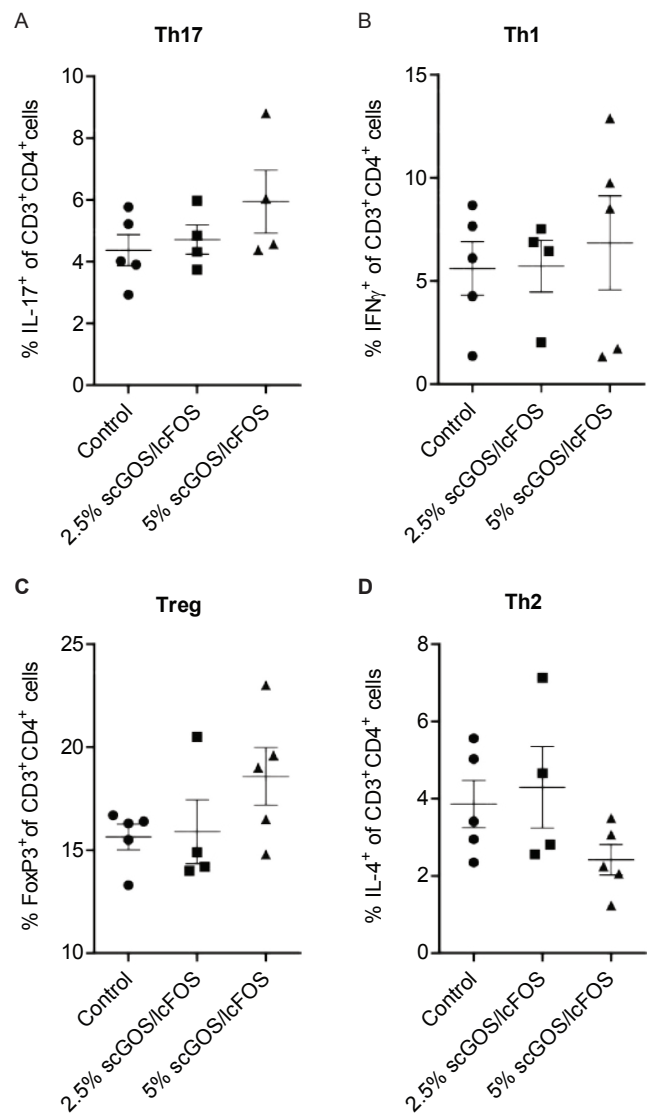 A
Th17
% IL-17⁺ of CD3⁺CD4⁺cells
10
8
6
4
2
0
Control
2.5% scGOS/lcFOS
5% scGOS/lcFOS
B
Th1
% IFNγ⁺ of CD3⁺CD4⁺ cells
15
10
5
0
Control
2.5% scGOS/lcFOS
5% scGOS/lcFOS
C
Treg
% FoxP3⁺of CD3⁺CD4⁺ cells
25
20
15
10
Control
2.5% scGOS/lcFOS
5% scGOS/lcFOS
D
Th2
% IL-4⁺ of CD3⁺CD4⁺ cells
8
6
4
2
0
Control
2.5% scGOS/lcFOS
5% scGOS/lcFOS